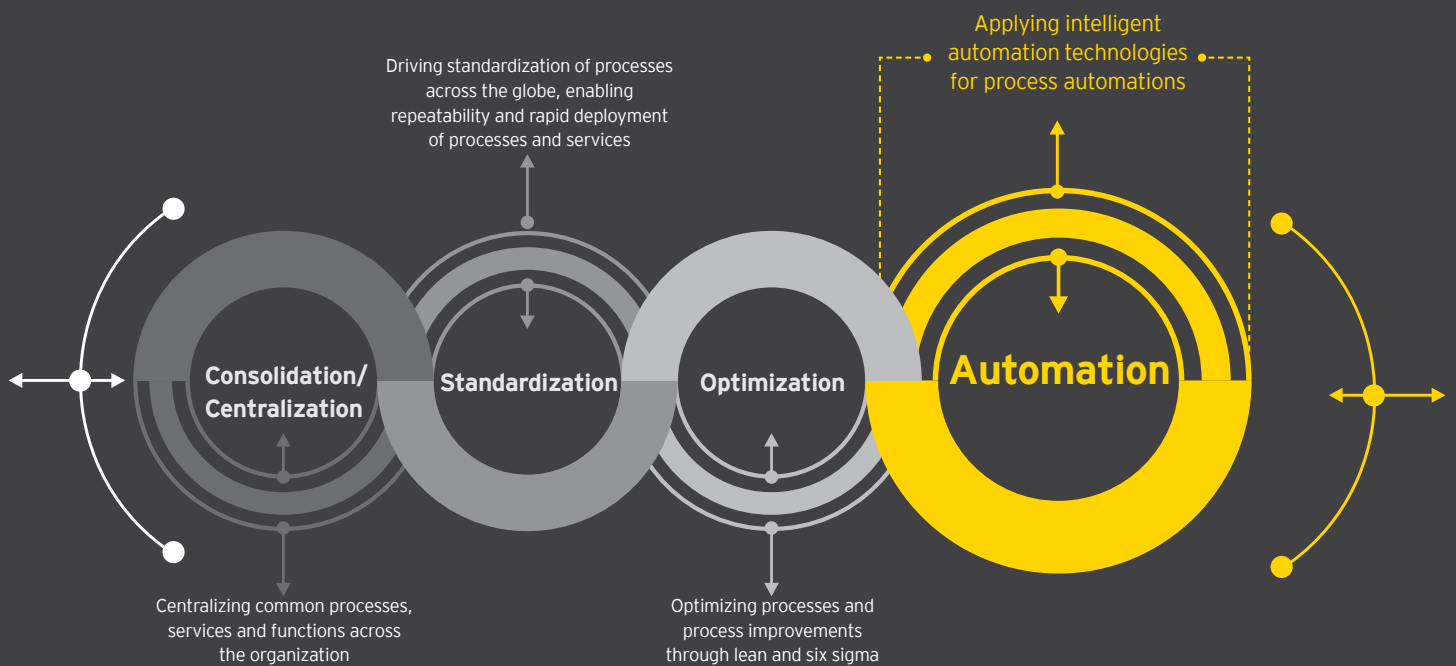 Applying intelligent
automation technologies
for process automations
Driving standardization of processes
across the globe, enabling
repeatability and rapid deployment
of processes and services
Consolidation/
Centralization
Standardization
Optimization
Automation
Centralizing common processes,
services and functions across
the organization
Optimizing processes and
process improvements
through lean and six sigma